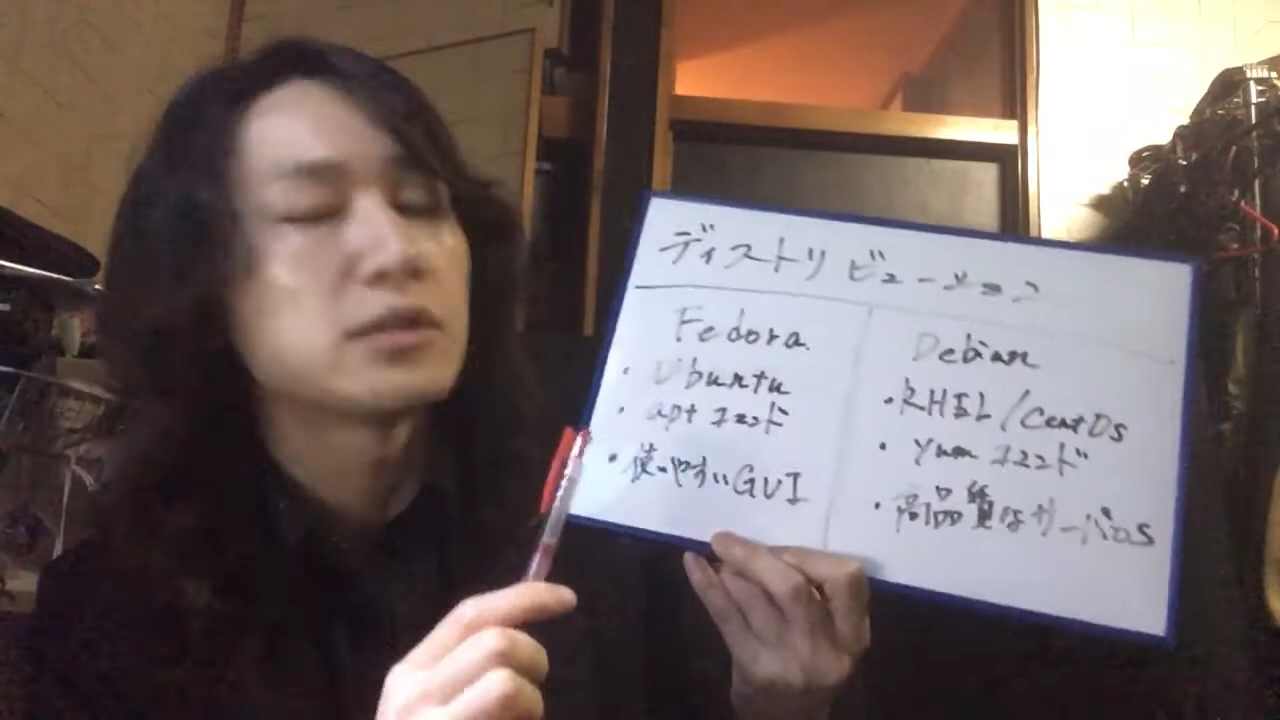 ディストリビューション
Fedora.
・Ubuntu
・aptコマンド
・使いやすいGUI
Debian
・RHEL/CentOs
・yumコマンド
・高品質なサーバOS